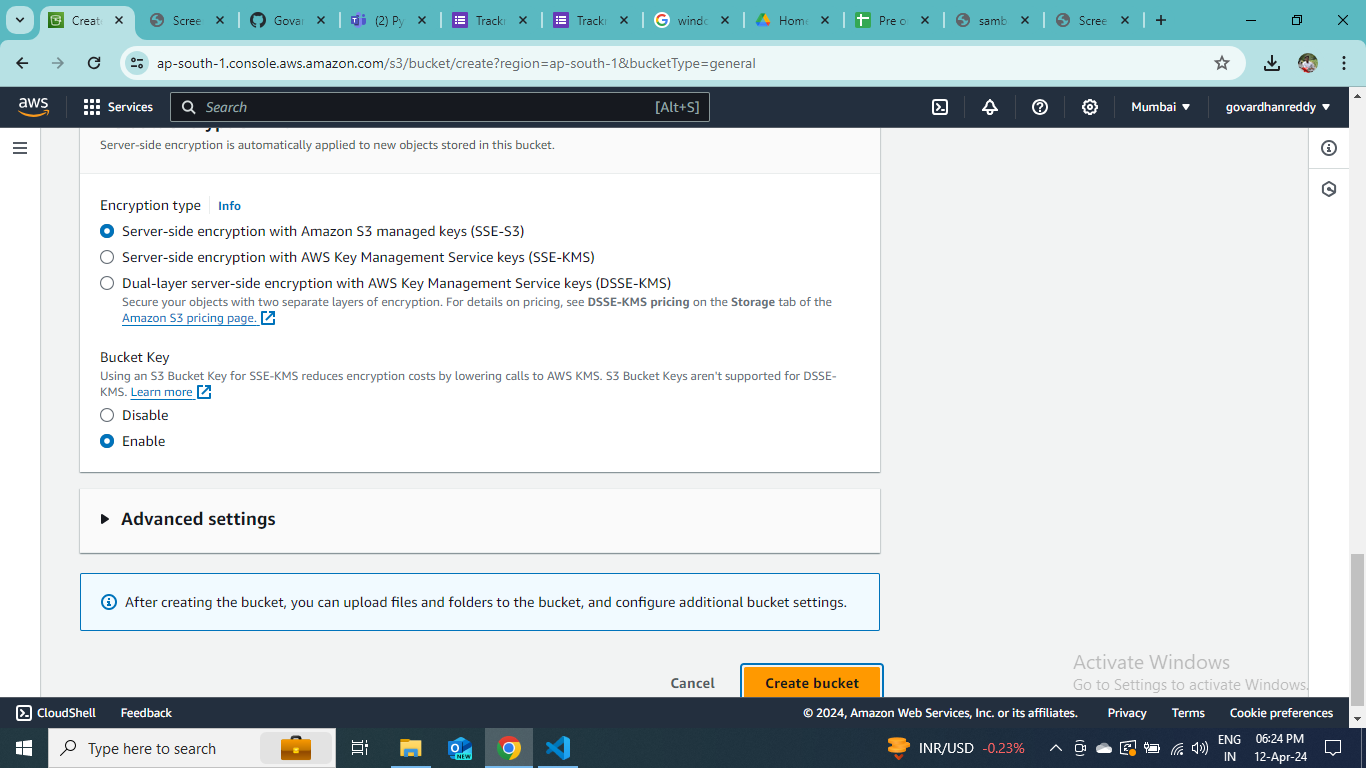 Create
Scree
Govar
(2) Py
Trackr
Trackr
windo
Home
Pre o
samb
Scree
ap-south-1.console.aws.amazon.com/s3/bucket/create?region=ap-south-1&bucketType=general
aws
Services
Search
[Alt+S]
Mumbai
govardhanreddy
Server-side encryption is automatically applied to new objects stored in this bucket.
Encryption type
Info
Server-side encryption with Amazon S3 managed keys (SSE-S3)
Server-side encryption with AWS Key Management Service keys (SSE-KMS)
Dual-layer server-side encryption with AWS Key Management Service keys (DSSE-KMS)
Secure your objects with two separate layers of encryption. For details on pricing, see DSSE-KMS pricing on the Storage tab of the
Amazon S3 pricing page.
Bucket Key
Using an S3 Bucket Key for SSE-KMS reduces encryption costs by lowering calls to AWS KMS. S3 Bucket Keys aren't supported for DSSE-
KMS. Learn more
Disable
Enable
Advanced settings
After creating the bucket, you can upload files and folders to the bucket, and configure additional bucket settings.
Activate Windows
Go to Settings to activate Windows.
Cancel
Create bucket
CloudShell
Feedback
© 2024, Amazon Web Services, Inc. or its affiliates.
Privacy
Terms
Cookie preferences
Type here to search
NEW
INR/USD -0.23%
ENG
IN
06:24 PM
12-Apr-24